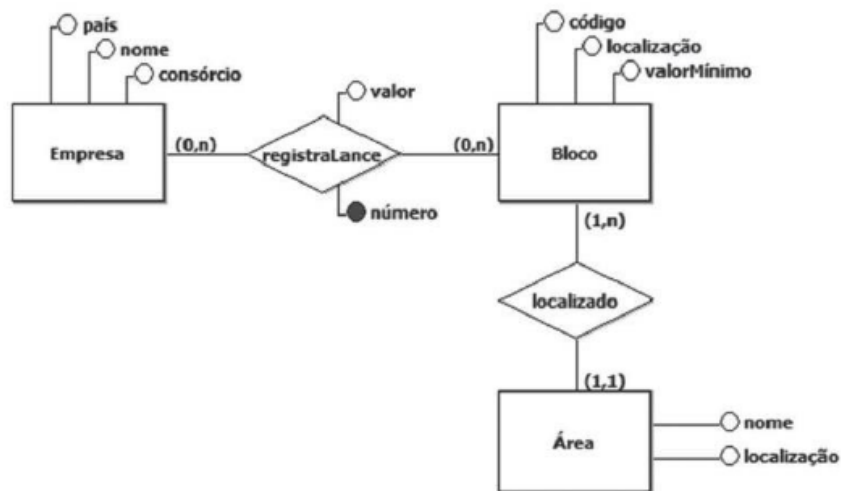 país
nome
consórcio
Empresa
(0,n)
valor
registraLance
número
(0,n)
código
localização
valorMínimo
Bloco
(1,n)
localizado
(1,1)
Área
nome
localização